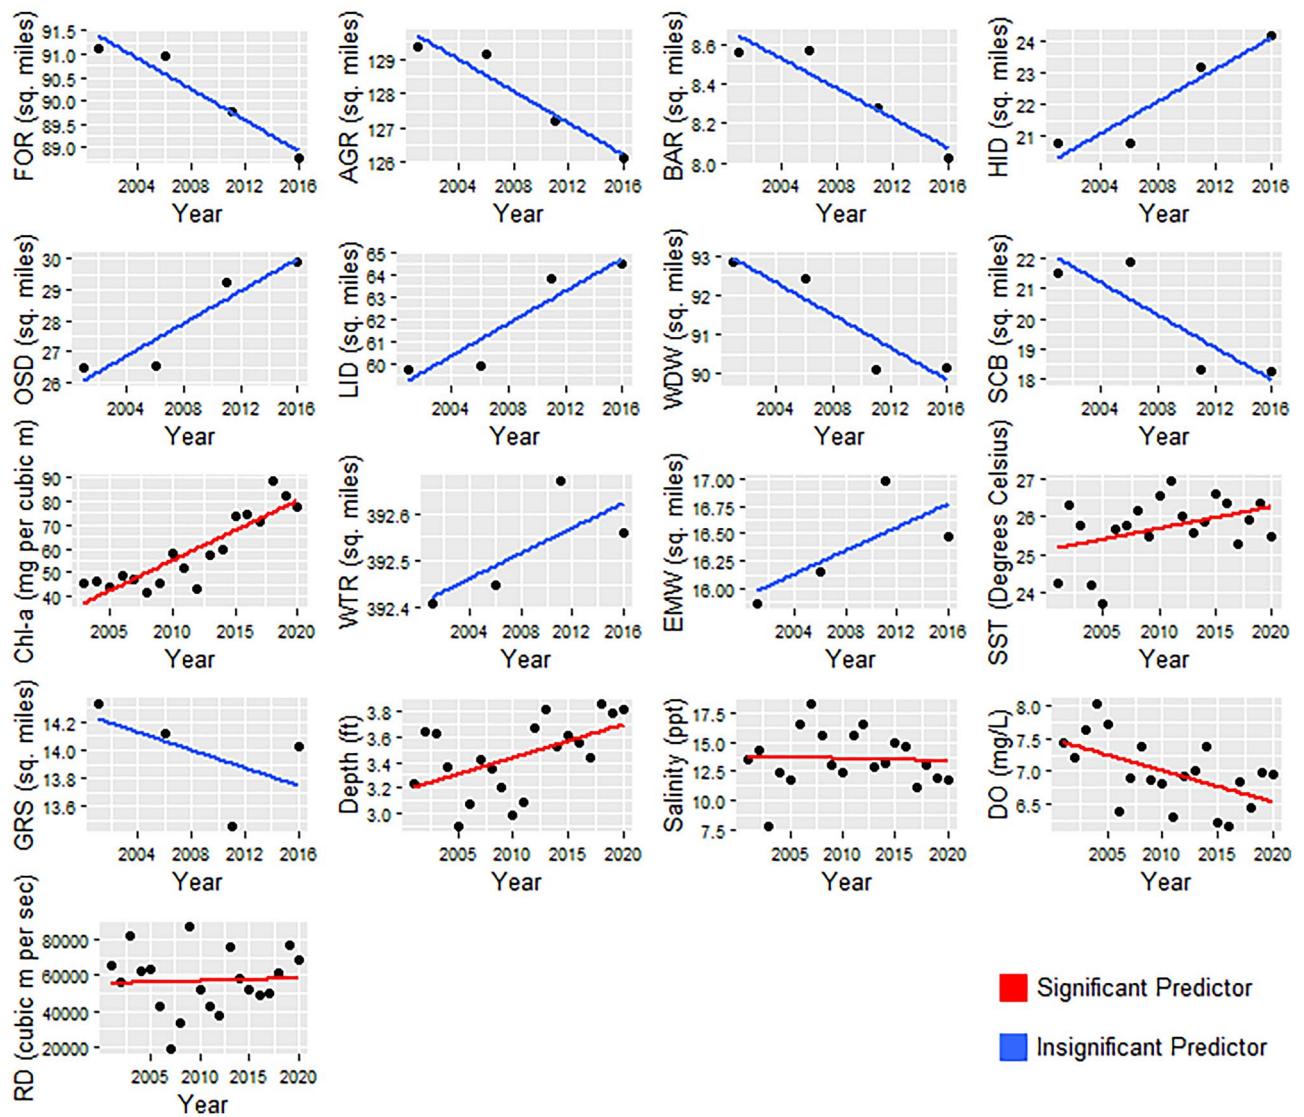 FOR (sq. miles)
91.5
91.0
90.5
90.0
89.5
89.0
2004 2008 2012 2016
Year
AGR (sq. miles)
129
128
127
126
2004 2008 2012 2016
Year
BAR (sq. miles)
8.6
8.4
8.2
8.0
2004 2008 2012 2016
Year
HID (sq. miles)
24
23
22
21
2004 2008 2012 2016
Year
OSD (sq. miles)
30
29
28
27
26
2004 2008 2012 2016
Year
LID (sq. miles)
65
64
63
62
61
60
2004 2008 2012 2016
Year
WDW (sq. miles)
93
92
91
90
2004 2008 2012 2016
Year
SCB (sq. miles)
22
21
20
19
18
2004 2008 2012 2016
Year
Chl-a (mg per cubic m)
90
80
70
60
50
40
2005 2010 2015 2020
Year
WTR (sq. miles)
392.6
392.5
392.4
2004 2008 2012 2016
Year
EMW (sq. miles)
17.00
16.75
16.50
16.25
16.00
2004 2008 2012 2016
Year
SST (Degrees Celsius)
27
26
25
24
2005 2010 2015 2020
Year
GRS (sq. miles)
14.2
14.0
13.8
13.6
2004 2008 2012 2016
Year
Depth (ft)
3.8
3.6
3.4
3.2
3.0
2005 2010 2015 2020
Year
Salinity (ppt)
17.5
15.0
12.5
10.0
7.5
2005 2010 2015 2020
Year
DO (mg/L)
8.0
7.5
7.0
6.5
2005 2010 2015 2020
Year
RD (cubic m per sec)
80000
60000
40000
20000
2005 2010 2015 2020
Year
Significant Predictor
Insignificant Predictor